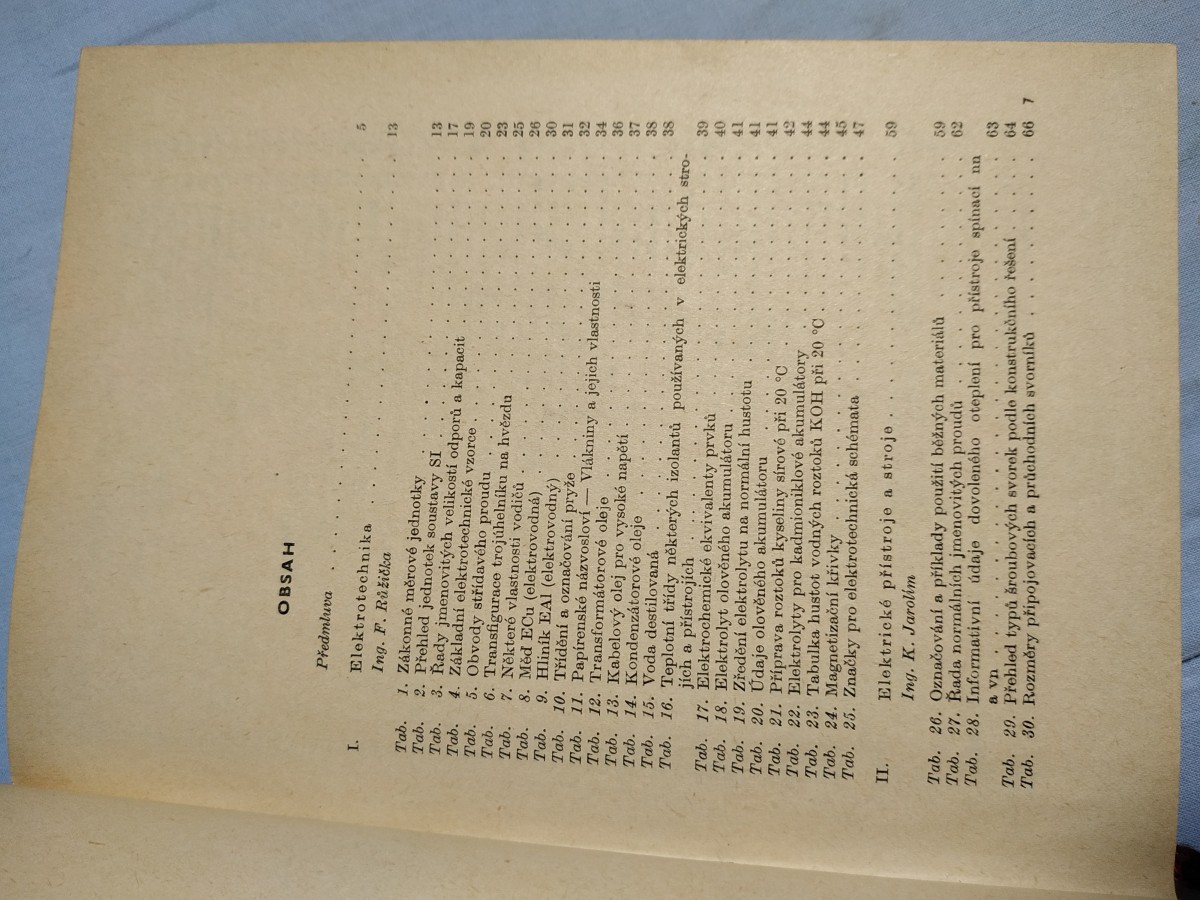 OBSAH
Předmluva . . . . . . . . . . . . . . . . . 5
I. Elektrotechnika . . . . . . . . . . . . . . . . . 13
Ing. F. Růžička
Tab. 1. Zákonné měrové jednotky . . . . . . . . . . . . 13
Tab. 2. Přehled jednotek soustavy SI . . . . . . . . . . . 17
Tab. 3. Řady jmenovitých velikostí odporů a kapacit . . . . . . . 19
Tab. 4. Základní elektrotechnické vzorce . . . . . . . . . . 20
Tab. 5. Obvody střídavého proudu . . . . . . . . . . . . 23
Tab. 6. Transfigurace trojúhelníku na hvězdu . . . . . . . . . 25
Tab. 7. Některé vlastnosti vodičů . . . . . . . . . . . . 26
Tab. 8. Měď ECu (elektrovodná) . . . . . . . . . . . . 30
Tab. 9. Hliník EAl (elektrovodný) . . . . . . . . . . . . 31
Tab. 10. Třídění a označování pryže . . . . . . . . . . . 32
Tab. 11. Papírenské názvosloví — Vlákniny a jejich vlastnosti . . . . 34
Tab. 12. Transformátorové oleje . . . . . . . . . . . . . 36
Tab. 13. Kabelový olej pro vysoké napětí . . . . . . . . . . 37
Tab. 14. Kondenzátorové oleje . . . . . . . . . . . . . 38
Tab. 15. Voda destilovaná . . . . . . . . . . . . . . 38
Tab. 16. Teplotní třídy některých izolantů používaných v elektrických stro-
jích a přístrojích . . . . . . . . . . . . . . 39
Tab. 17. Elektrochemické ekvivalenty prvků . . . . . . . . . 40
Tab. 18. Elektrolyt olověného akumulátoru . . . . . . . . . 41
Tab. 19. Zředění elektrolytu na normální hustotu . . . . . . . . 41
Tab. 20. Údaje olověného akumulátoru . . . . . . . . . . 41
Tab. 21. Příprava roztoků kyseliny sírové při 20 °C . . . . . . . 42
Tab. 22. Elektrolyty pro kadmioniklové akumulátory . . . . . . 44
Tab. 23. Tabulka hustot vodných roztoků KOH při 20 °C . . . . . 44
Tab. 24. Magnetizační křivky . . . . . . . . . . . . . 45
Tab. 25. Značky pro elektrotechnická schémata . . . . . . . . 47
II. Elektrické přístroje a stroje . . . . . . . . . . . 59
Ing. K. Jarolím
Tab. 26. Označování a příklady použití běžných materiálů . . . . . 59
Tab. 27. Řada normálních jmenovitých proudů . . . . . . . . 62
Tab. 28. Informativní údaje dovoleného oteplení pro přístroje spínací nn
a vn . . . . . . . . . . . . . . . . . 63
Tab. 29. Přehled typů šroubových svorek podle konstrukčního řešení . . 64
Tab. 30. Rozměry připojovacích a průchodních svorníků . . . . . 66
7